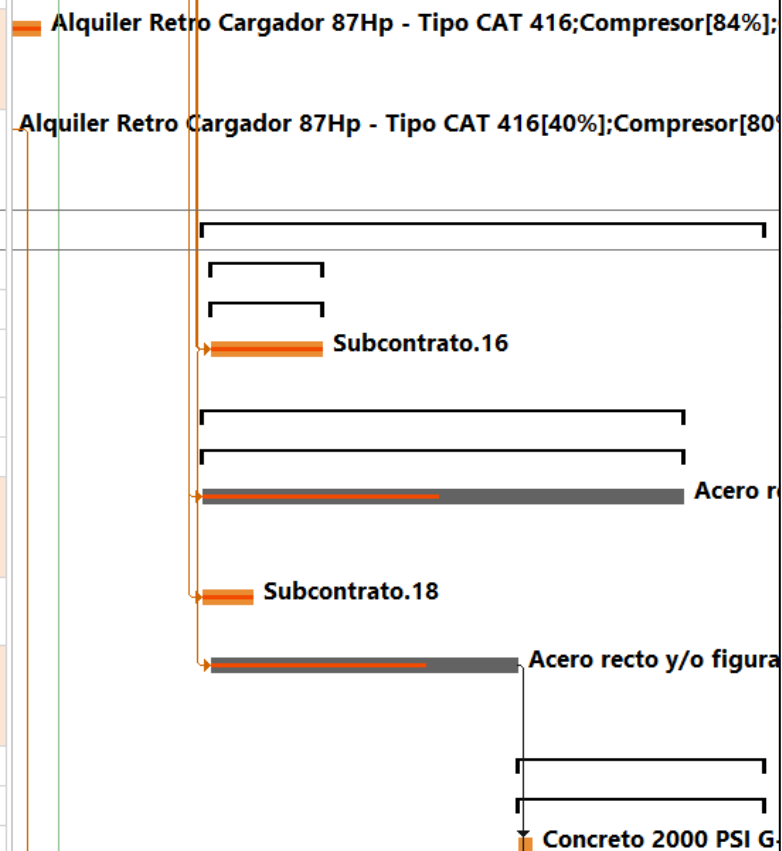 Alquiler Retro Cargador 87Hp - Tipo CAT 416;Compresor[84%];
Alquiler Retro Cargador 87Hp - Tipo CAT 416[40%];Compresor[80%
Subcontrato.16
Acero re
Subcontrato.18
Acero recto y/o figura
Concreto 2000 PSI G-